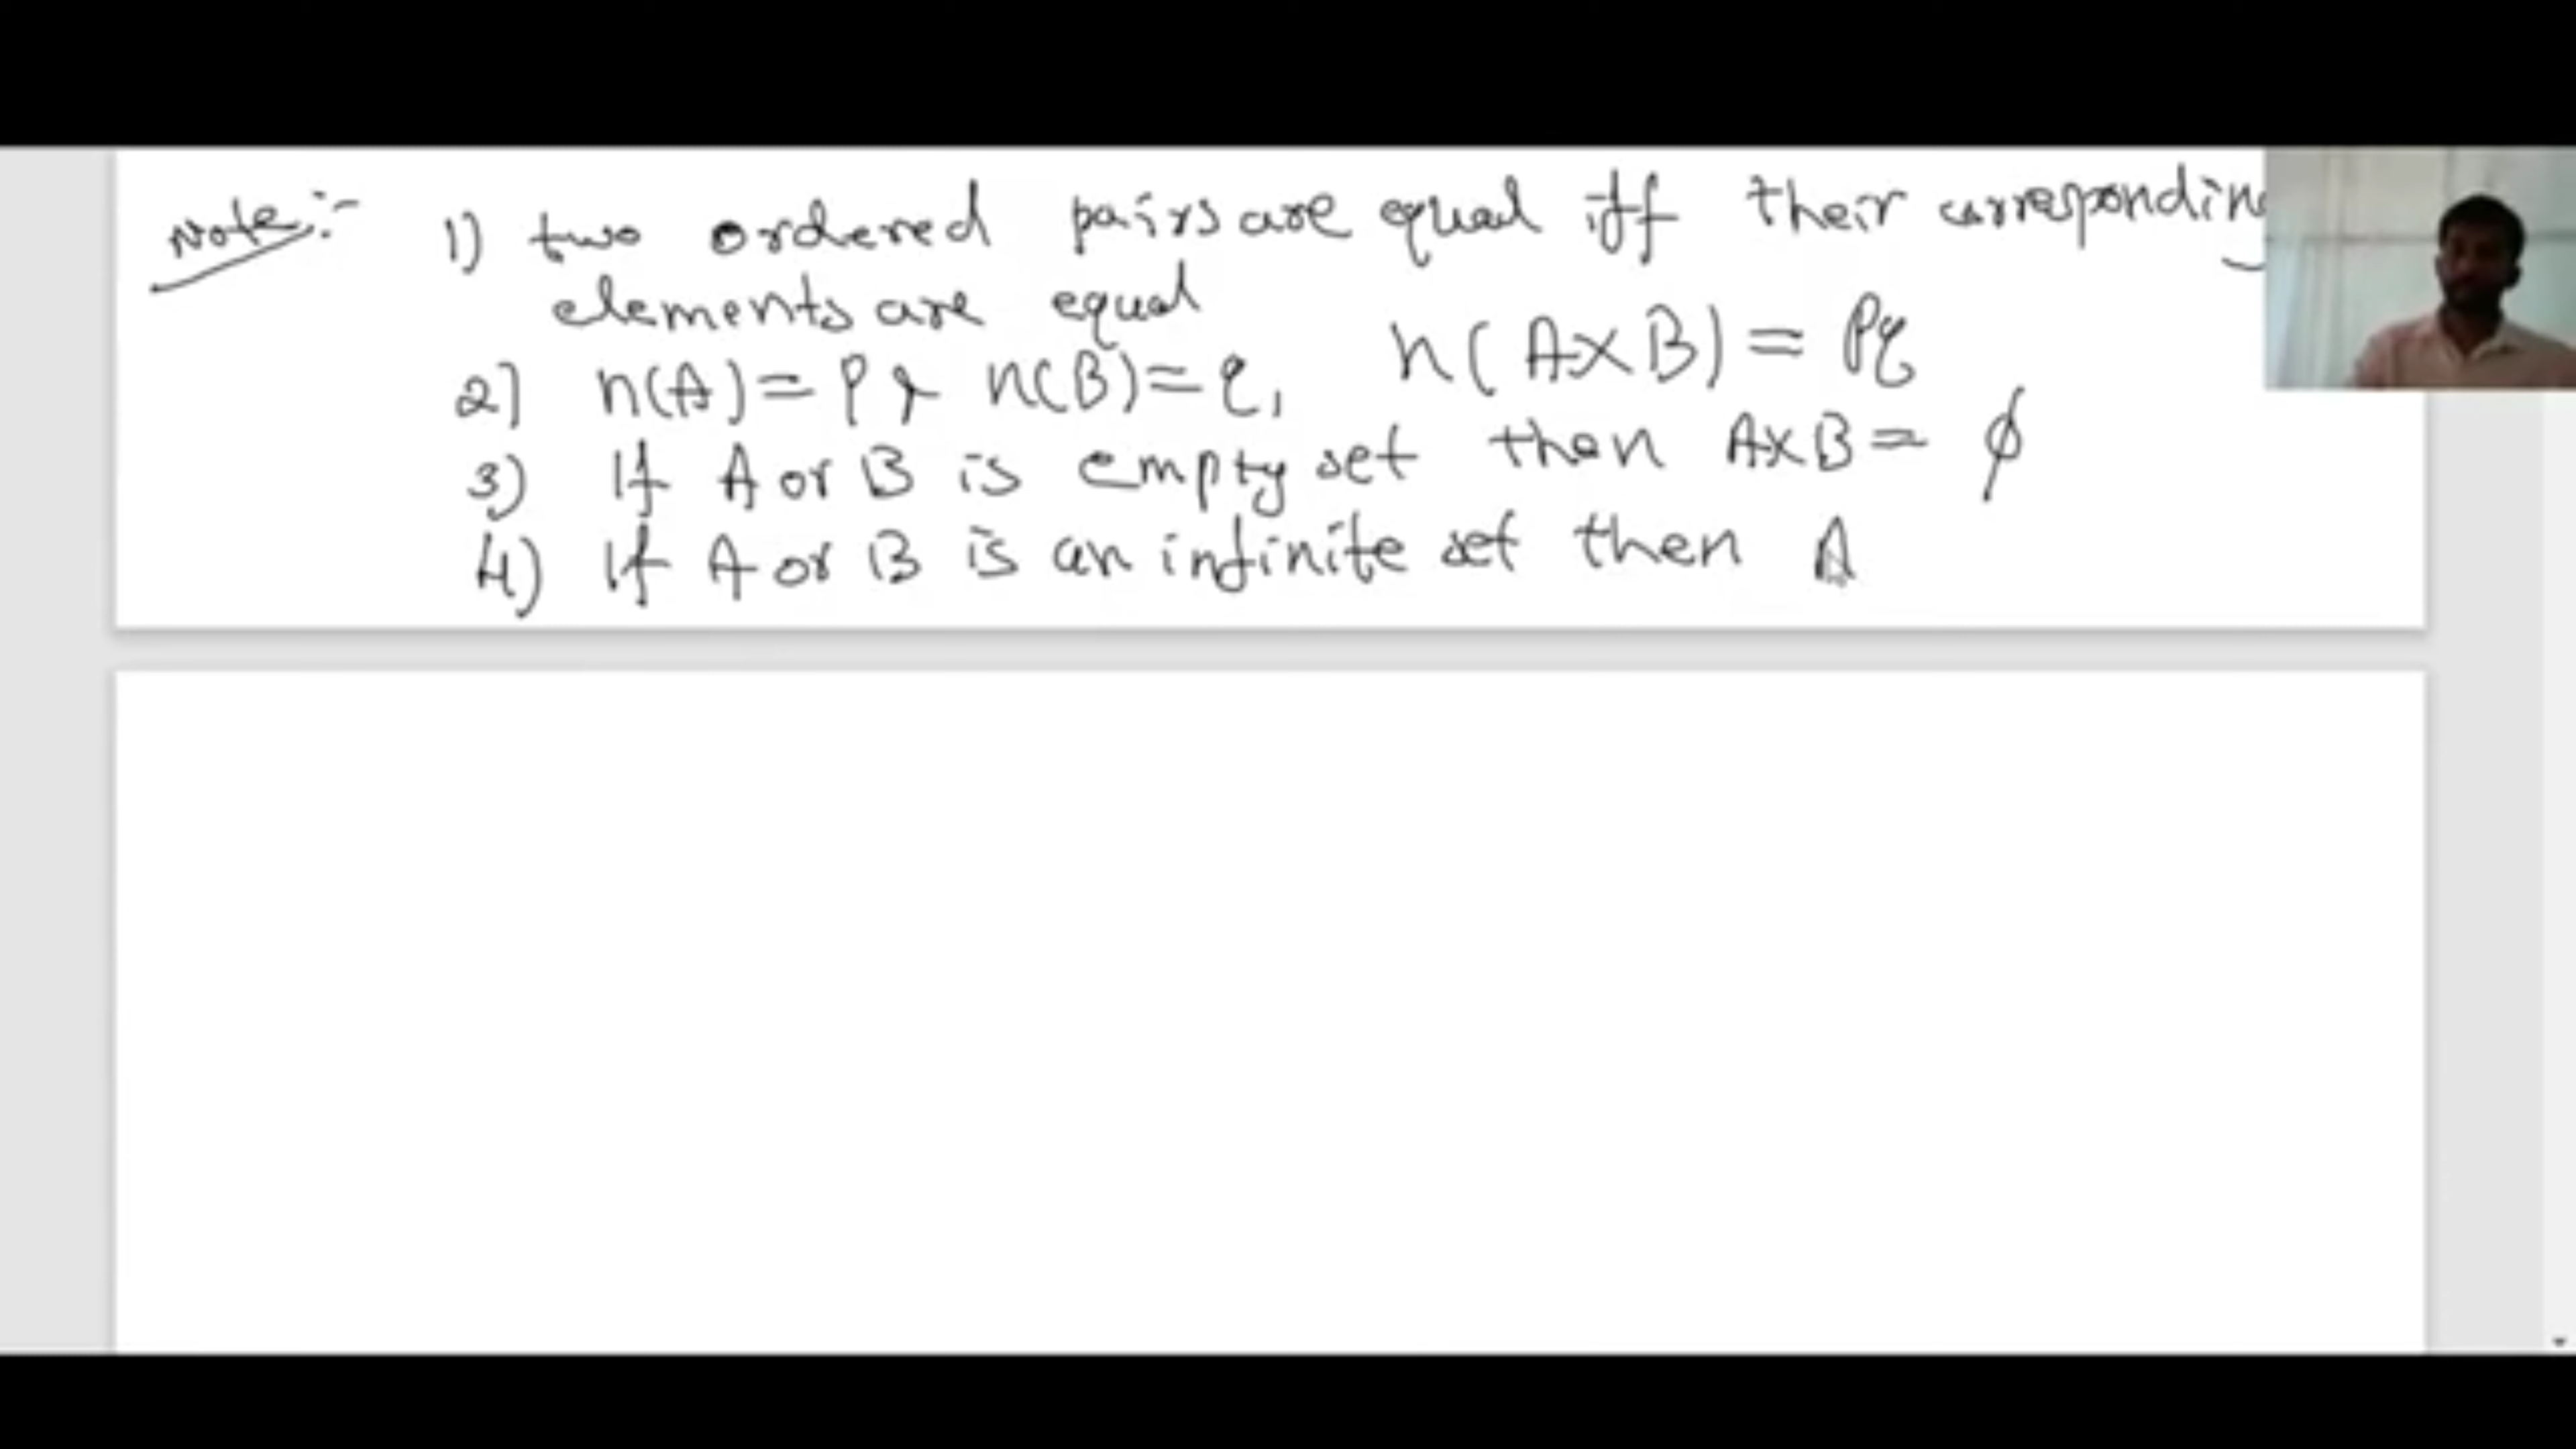 Note:- 1) two ordered pairs are equal iff their corresponding
elements are equal
2) n(A) = p & n(B) = q, n(A×B) = pq
3) If A or B is empty set then A×B = ϕ
4) If A or B is an infinite set then A